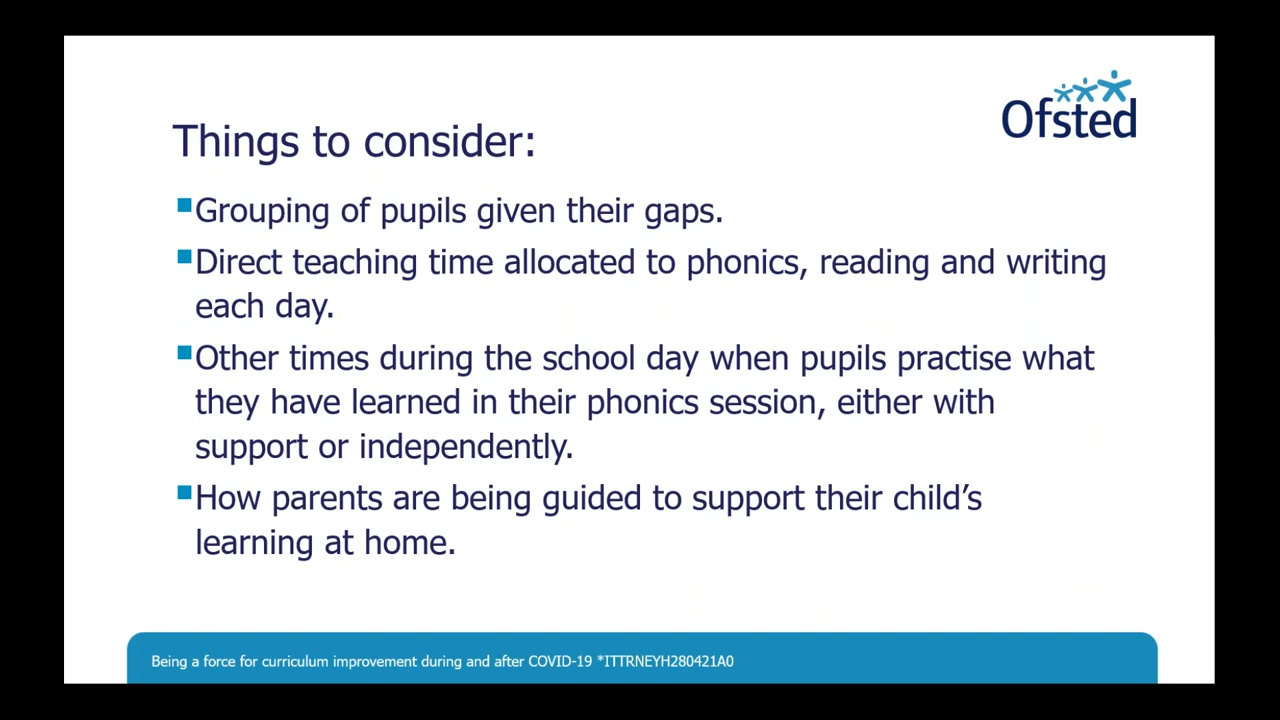 Ofsted
Things to consider:
Grouping of pupils given their gaps.
Direct teaching time allocated to phonics, reading and writing
each day.
Other times during the school day when pupils practise what
they have learned in their phonics session, either with
support or independently.
How parents are being guided to support their child's
learning at home.
Being a force for curriculum improvement during and after COVID-19 *ITTRNEYH280421A0